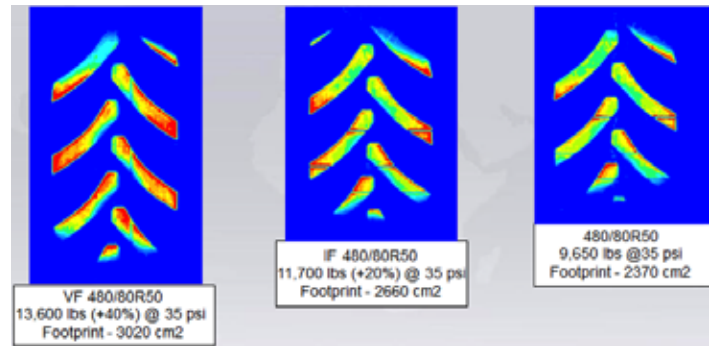 VF 480/80R50
13,600 lbs (+40%) @ 35 psi
Footprint - 3020 cm2
IF 480/80R50
11,700 lbs (+20%) @ 35 psi
Footprint - 2660 cm2
480/80R50
9,650 lbs @35 psi
Footprint - 2370 cm2